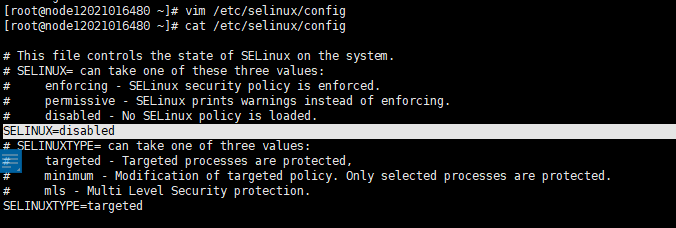 [root@node12021016480 ~]# vim /etc/selinux/config
[root@node12021016480 ~]# cat /etc/selinux/config
# This file controls the state of SELinux on the system.
# SELINUX= can take one of these three values:
#     enforcing - SELinux security policy is enforced.
#     permissive - SELinux prints warnings instead of enforcing.
#     disabled - No SELinux policy is loaded.
SELINUX=disabled
# SELINUXTYPE= can take one of three values:
#     targeted - Targeted processes are protected,
#     minimum - Modification of targeted policy. Only selected processes are protected.
#     mls - Multi Level Security protection.
SELINUXTYPE=targeted